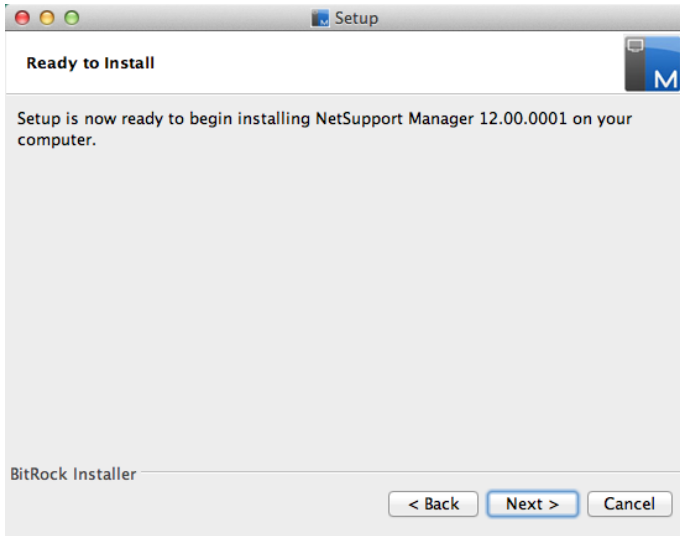 Setup
Ready to Install
M
Setup is now ready to begin installing NetSupport Manager 12.00.0001 on your
computer.
BitRock Installer
< Back
Next >
Cancel